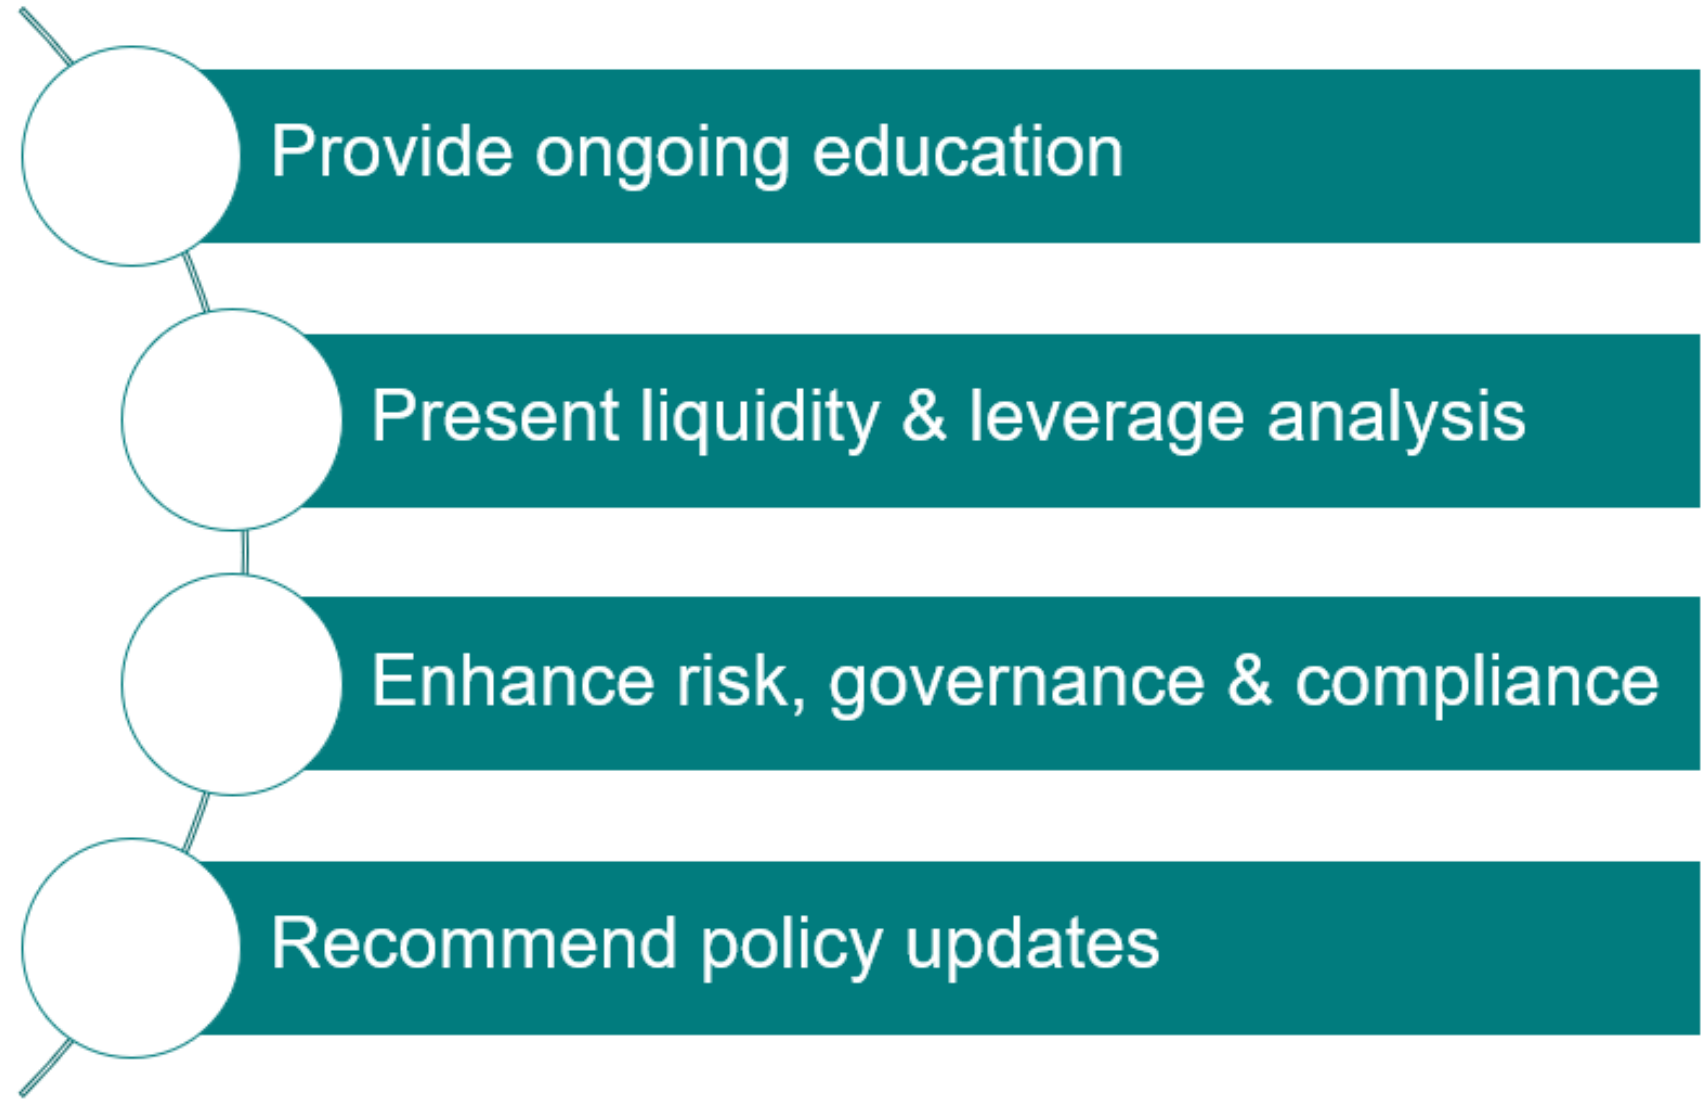 Provide ongoing education
Present liquidity & leverage analysis
Enhance risk, governance & compliance
Recommend policy updates